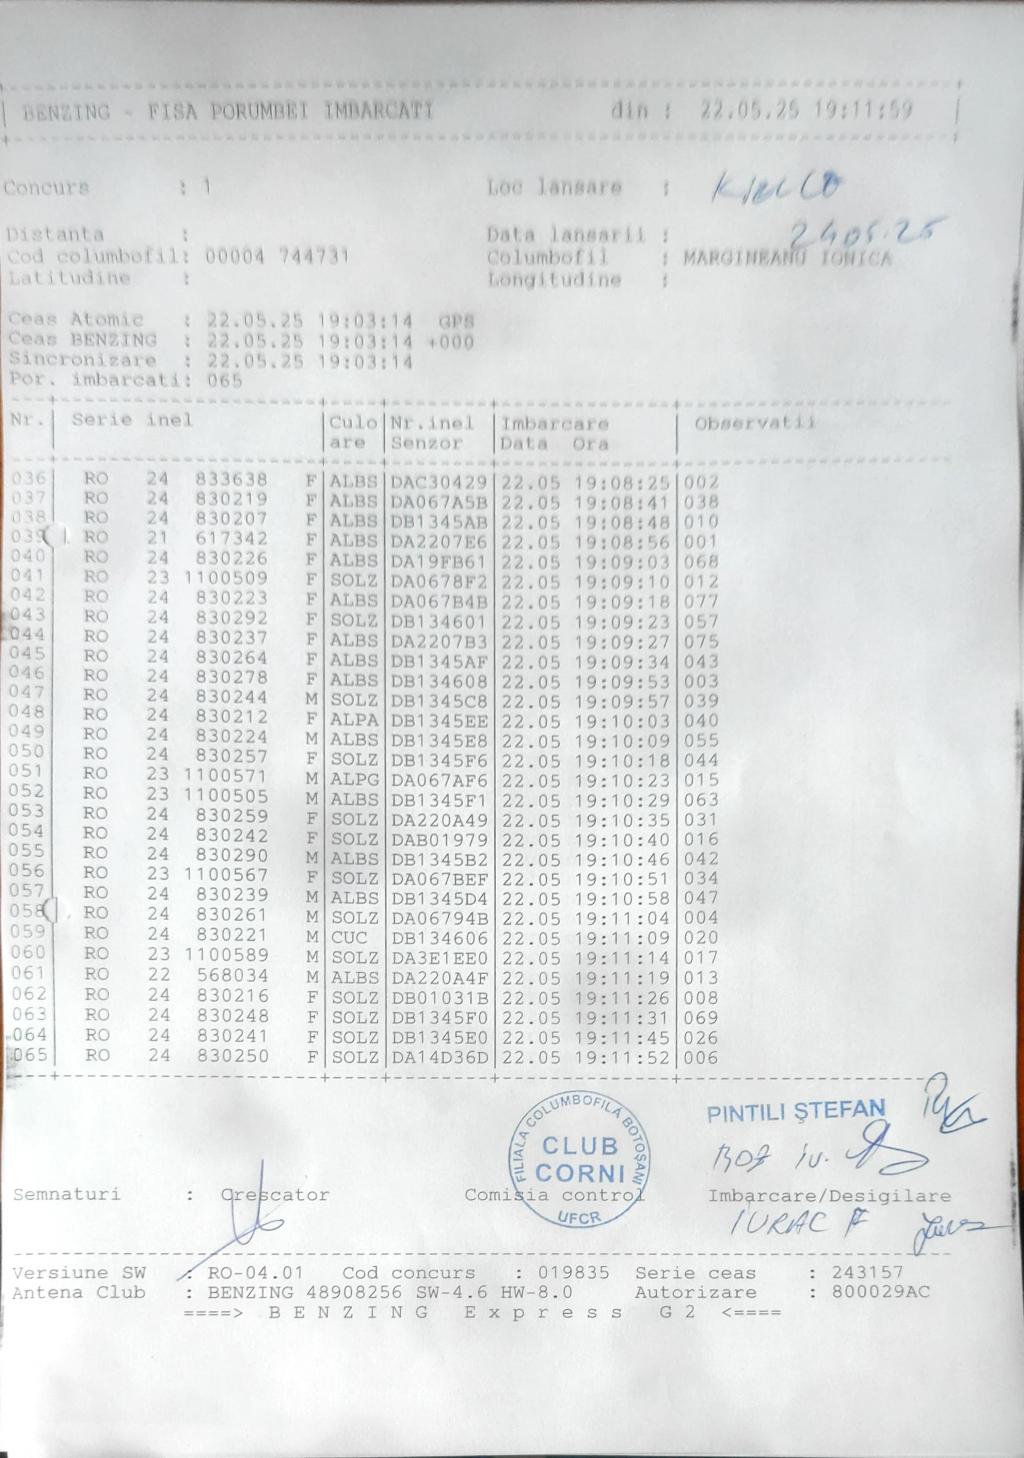 BENZING - FISA PORUMBEI IMBARCATI din : 22.05.25 19:11:59
Concurs : 1 Loc lansare :
Distanta : Data lansarii : 24 05.25
Cod columbofil: 00004 744731 Columbofil : MARGINEANU IONICA
Latitudine : Longitudine :
Ceas Atomic : 22.05.25 19:03:14 GPS
Ceas BENZING : 22.05.25 19:03:14 +000
Sincronizare : 22.05.25 19:03:14
Por. imbarcati: 065
Nr. Serie inel Culo Nr.inel Imbarcare Observatii
are Senzor Data Ora
036 RO 24 833638 F ALBS DAC30429 22.05 19:08:25 002
037 RO 24 830219 F ALBS DA067A5B 22.05 19:08:41 038
038 RO 24 830207 F ALBS DB1345AB 22.05 19:08:48 010
039 RO 21 617342 F ALBS DA2207E6 22.05 19:08:56 001
040 RO 24 830226 F ALBS DA19FB61 22.05 19:09:03 068
041 RO 23 1100509 F SOLZ DA0678F2 22.05 19:09:10 012
042 RO 24 830223 F ALBS DA067B4B 22.05 19:09:18 077
043 RO 24 830292 F SOLZ DB134601 22.05 19:09:23 057
044 RO 24 830237 F ALBS DA2207B3 22.05 19:09:27 075
045 RO 24 830264 F ALBS DB1345AF 22.05 19:09:34 043
046 RO 24 830278 F ALBS DB134608 22.05 19:09:53 003
047 RO 24 830244 M SOLZ DB1345C8 22.05 19:09:57 039
048 RO 24 830212 F ALPA DB1345EE 22.05 19:10:03 040
049 RO 24 830224 M ALBS DB1345E8 22.05 19:10:09 055
050 RO 24 830257 F SOLZ DB1345F6 22.05 19:10:18 044
051 RO 23 1100571 M ALPG DA067AF6 22.05 19:10:23 015
052 RO 23 1100505 M ALBS DB1345F1 22.05 19:10:29 063
053 RO 24 830259 F SOLZ DA220A49 22.05 19:10:35 031
054 RO 24 830242 F SOLZ DAB01979 22.05 19:10:40 016
055 RO 24 830290 M ALBS DB1345B2 22.05 19:10:46 042
056 RO 23 1100567 F SOLZ DA067BEF 22.05 19:10:51 034
057 RO 24 830239 M ALBS DB1345D4 22.05 19:10:58 047
058 RO 24 830261 M SOLZ DA06794B 22.05 19:11:04 004
059 RO 24 830221 M CUC DB134606 22.05 19:11:09 020
060 RO 23 1100589 M SOLZ DA3E1EE0 22.05 19:11:14 017
061 RO 22 568034 M ALBS DA220A4F 22.05 19:11:19 013
062 RO 24 830216 F SOLZ DB01031B 22.05 19:11:26 008
063 RO 24 830248 F SOLZ DB1345F0 22.05 19:11:31 069
064 RO 24 830241 F SOLZ DB1345E0 22.05 19:11:45 026
065 RO 24 830250 F SOLZ DA14D36D 22.05 19:11:52 006
FILIALA COLUMBOFILA BOTOȘANI
CLUB
CORNI
UFCR
PINTILI ȘTEFAN
Semnaturi : Crescator Comisia control Imbarcare/Desigilare
IURAC F
Versiune SW : RO-04.01 Cod concurs : 019835 Serie ceas : 243157
Antena Club : BENZING 48908256 SW-4.6 HW-8.0 Autorizare : 800029AC
====> B E N Z I N G E x p r e s s G 2 <====